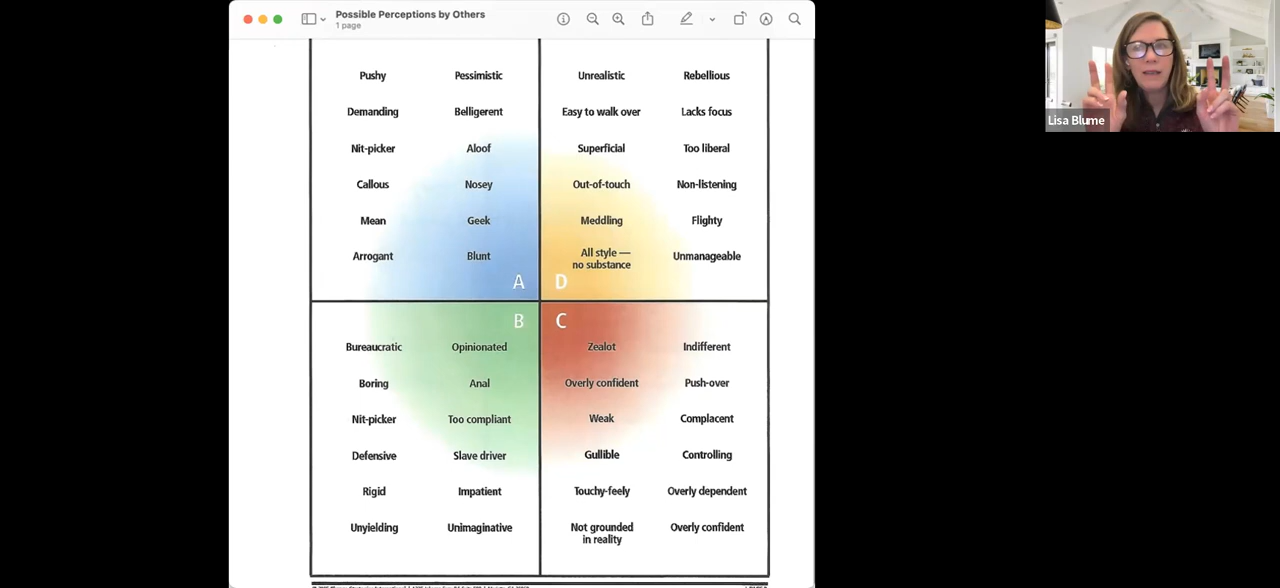 Possible Perceptions by Others
1 page
Lisa Blume
Pushy Pessimistic Unrealistic Rebellious
Demanding Belligerent Easy to walk over Lacks focus
Nit-picker Aloof Superficial Too liberal
Callous Nosey Out-of-touch Non-listening
Mean Geek Meddling Flighty
Arrogant Blunt All style — no substance Unmanageable
A D
B C
Bureaucratic Opinionated Zealot Indifferent
Boring Anal Overly confident Push-over
Nit-picker Too compliant Weak Complacent
Defensive Slave driver Gullible Controlling
Rigid Impatient Touchy-feely Overly dependent
Unyielding Unimaginative Not grounded in reality Overly confident